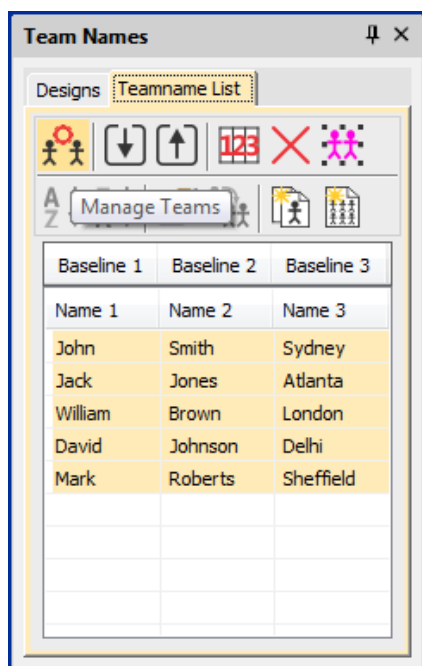 Team Names
Designs Teamname List
123
A
Z
Manage Teams
Baseline 1 Baseline 2 Baseline 3
Name 1 Name 2 Name 3
John Smith Sydney
Jack Jones Atlanta
William Brown London
David Johnson Delhi
Mark Roberts Sheffield